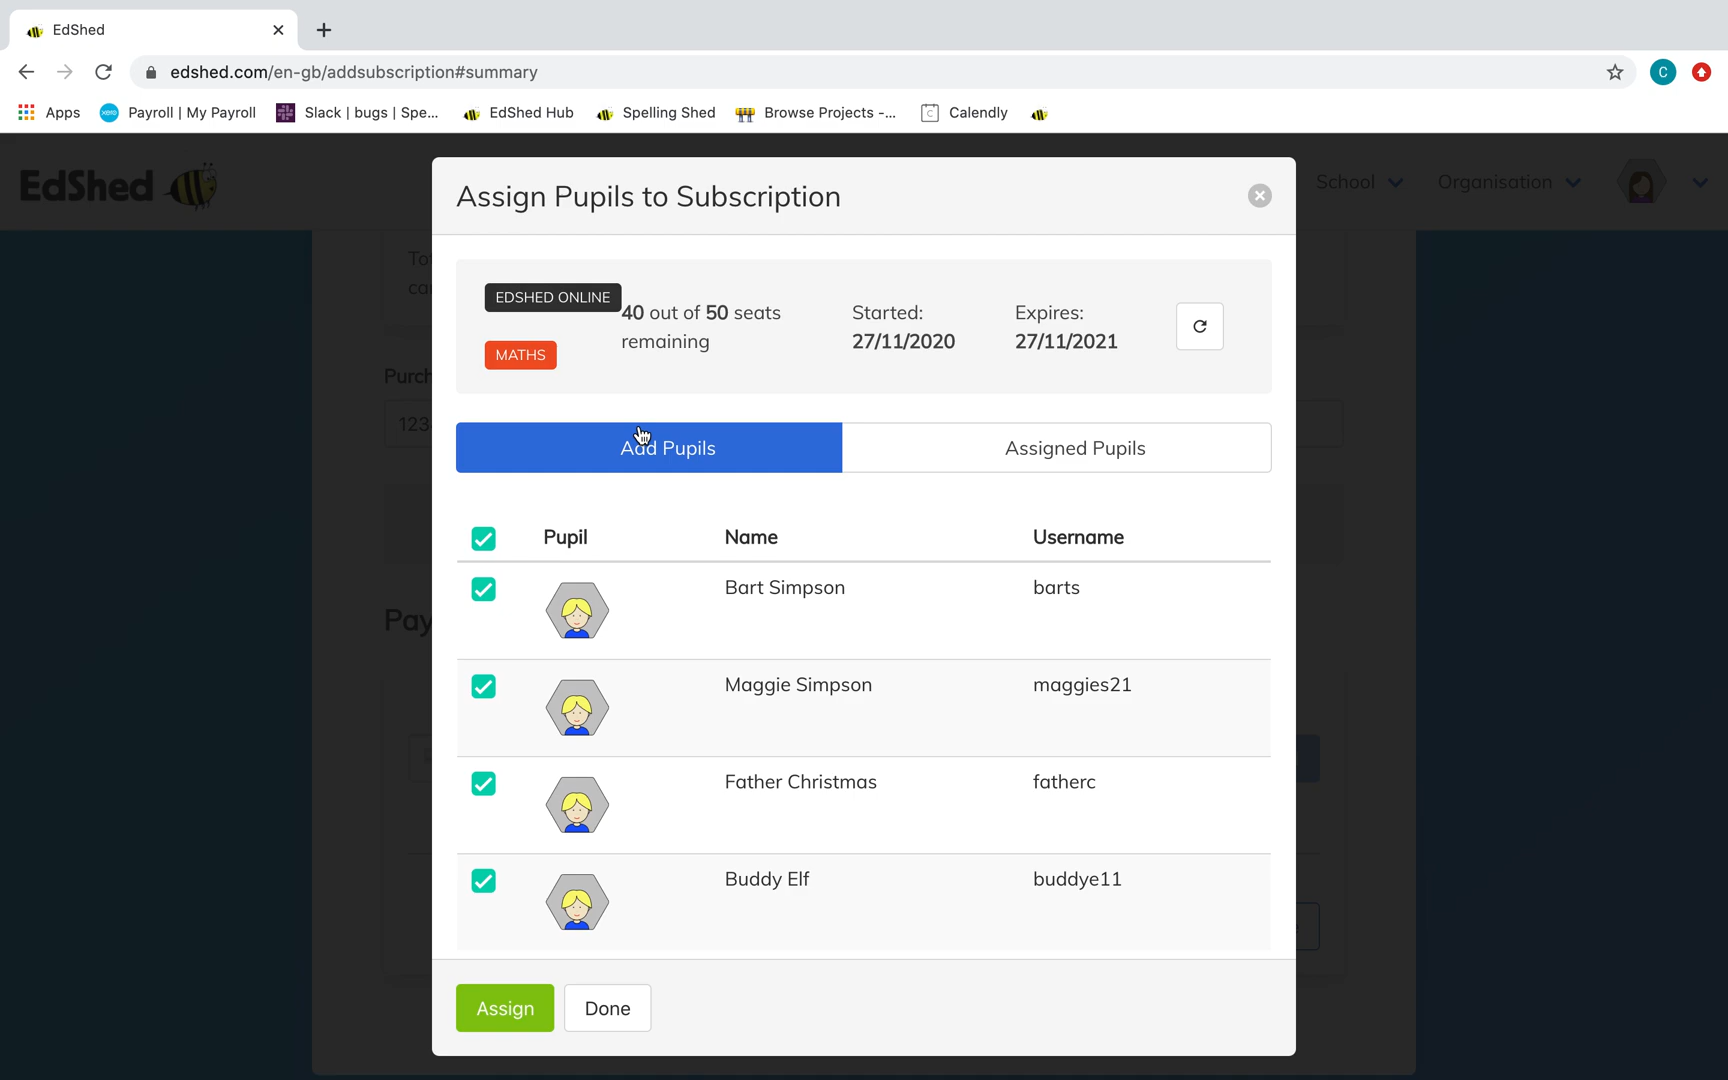 EdShed
edshed.com/en-gb/addsubscription#summary
C
Apps
Payroll | My Payroll
Slack | bugs | Spe...
EdShed Hub
Spelling Shed
Browse Projects -...
Calendly
EdShed
School
Organisation
Assign Pupils to Subscription
EDSHED ONLINE
MATHS
40 out of 50 seats
remaining
Started:
27/11/2020
Expires:
27/11/2021
Purch
123
Add Pupils
Assigned Pupils
Pupil Name Username
Bart Simpson barts
Pay
Maggie Simpson maggies21
Father Christmas fatherc
Buddy Elf buddye11
Assign
Done